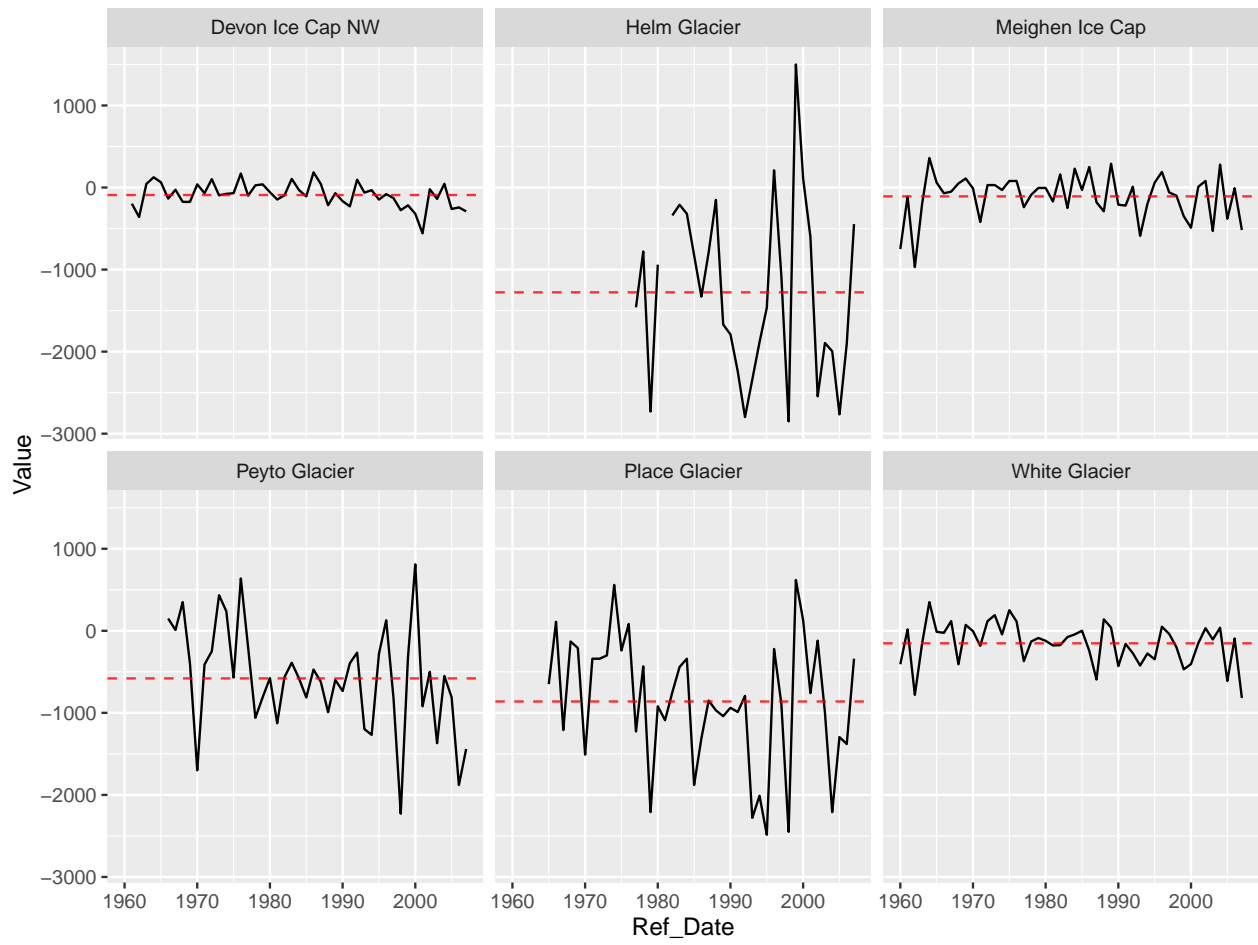 Devon Ice Cap NW Helm Glacier Meighen Ice Cap
1000
0
−1000
−2000
−3000
Value
Peyto Glacier Place Glacier White Glacier
1000
0
−1000
−2000
−3000
1960 1970 1980 1990 2000 1960 1970 1980 1990 2000 1960 1970 1980 1990 2000
Ref_Date